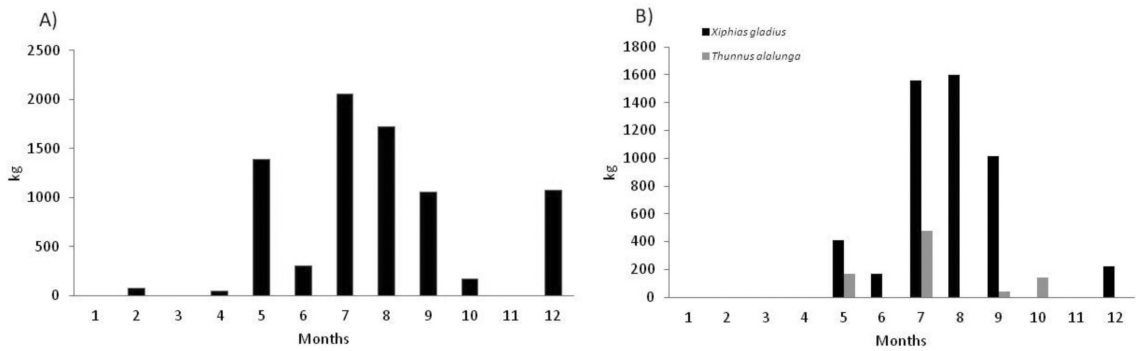 A)
2500
2000
1500
1000
500
0
kg
1 2 3 4 5 6 7 8 9 10 11 12
Months
B)
Xiphias gladius
Thunnus alalunga
1800
1600
1400
1200
1000
800
600
400
200
0
kg
1 2 3 4 5 6 7 8 9 10 11 12
Months